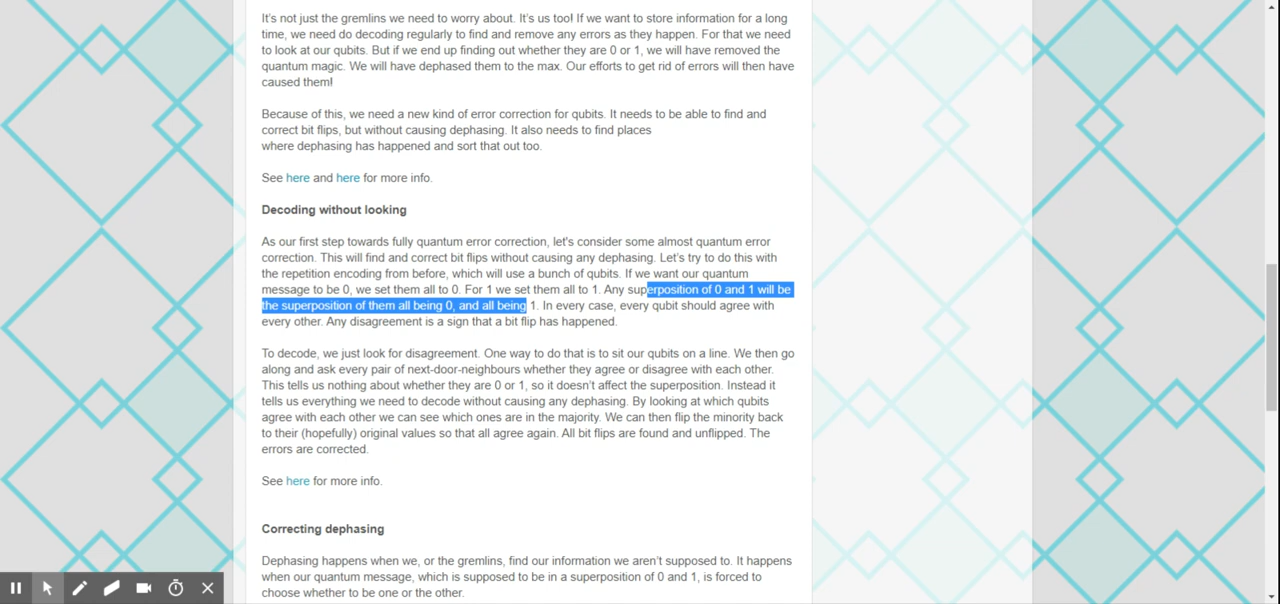 It's not just the gremlins we need to worry about. It's us too! If we want to store information for a long
time, we need do decoding regularly to find and remove any errors as they happen. For that we need
to look at our qubits. But if we end up finding out whether they are 0 or 1, we will have removed the
quantum magic. We will have dephased them to the max. Our efforts to get rid of errors will then have
caused them!
Because of this, we need a new kind of error correction for qubits. It needs to be able to find and
correct bit flips, but without causing dephasing. It also needs to find places
where dephasing has happened and sort that out too.
See here and here for more info.
Decoding without looking
As our first step towards fully quantum error correction, let's consider some almost quantum error
correction. This will find and correct bit flips without causing any dephasing. Let's try to do this with
the repetition encoding from before, which will use a bunch of qubits. If we want our quantum
message to be 0, we set them all to 0. For 1 we set them all to 1. Any superposition of 0 and 1 will be
the superposition of them all being 0, and all being 1. In every case, every qubit should agree with
every other. Any disagreement is a sign that a bit flip has happened.
To decode, we just look for disagreement. One way to do that is to sit our qubits on a line. We then go
along and ask every pair of next-door-neighbours whether they agree or disagree with each other.
This tells us nothing about whether they are 0 or 1, so it doesn't affect the superposition. Instead it
tells us everything we need to decode without causing any dephasing. By looking at which qubits
agree with each other we can see which ones are in the majority. We can then flip the minority back
to their (hopefully) original values so that all agree again. All bit flips are found and unflipped. The
errors are corrected.
See here for more info.
Correcting dephasing
Dephasing happens when we, or the gremlins, find our information we aren't supposed to. It happens
when our quantum message, which is supposed to be in a superposition of 0 and 1, is forced to
choose whether to be one or the other.